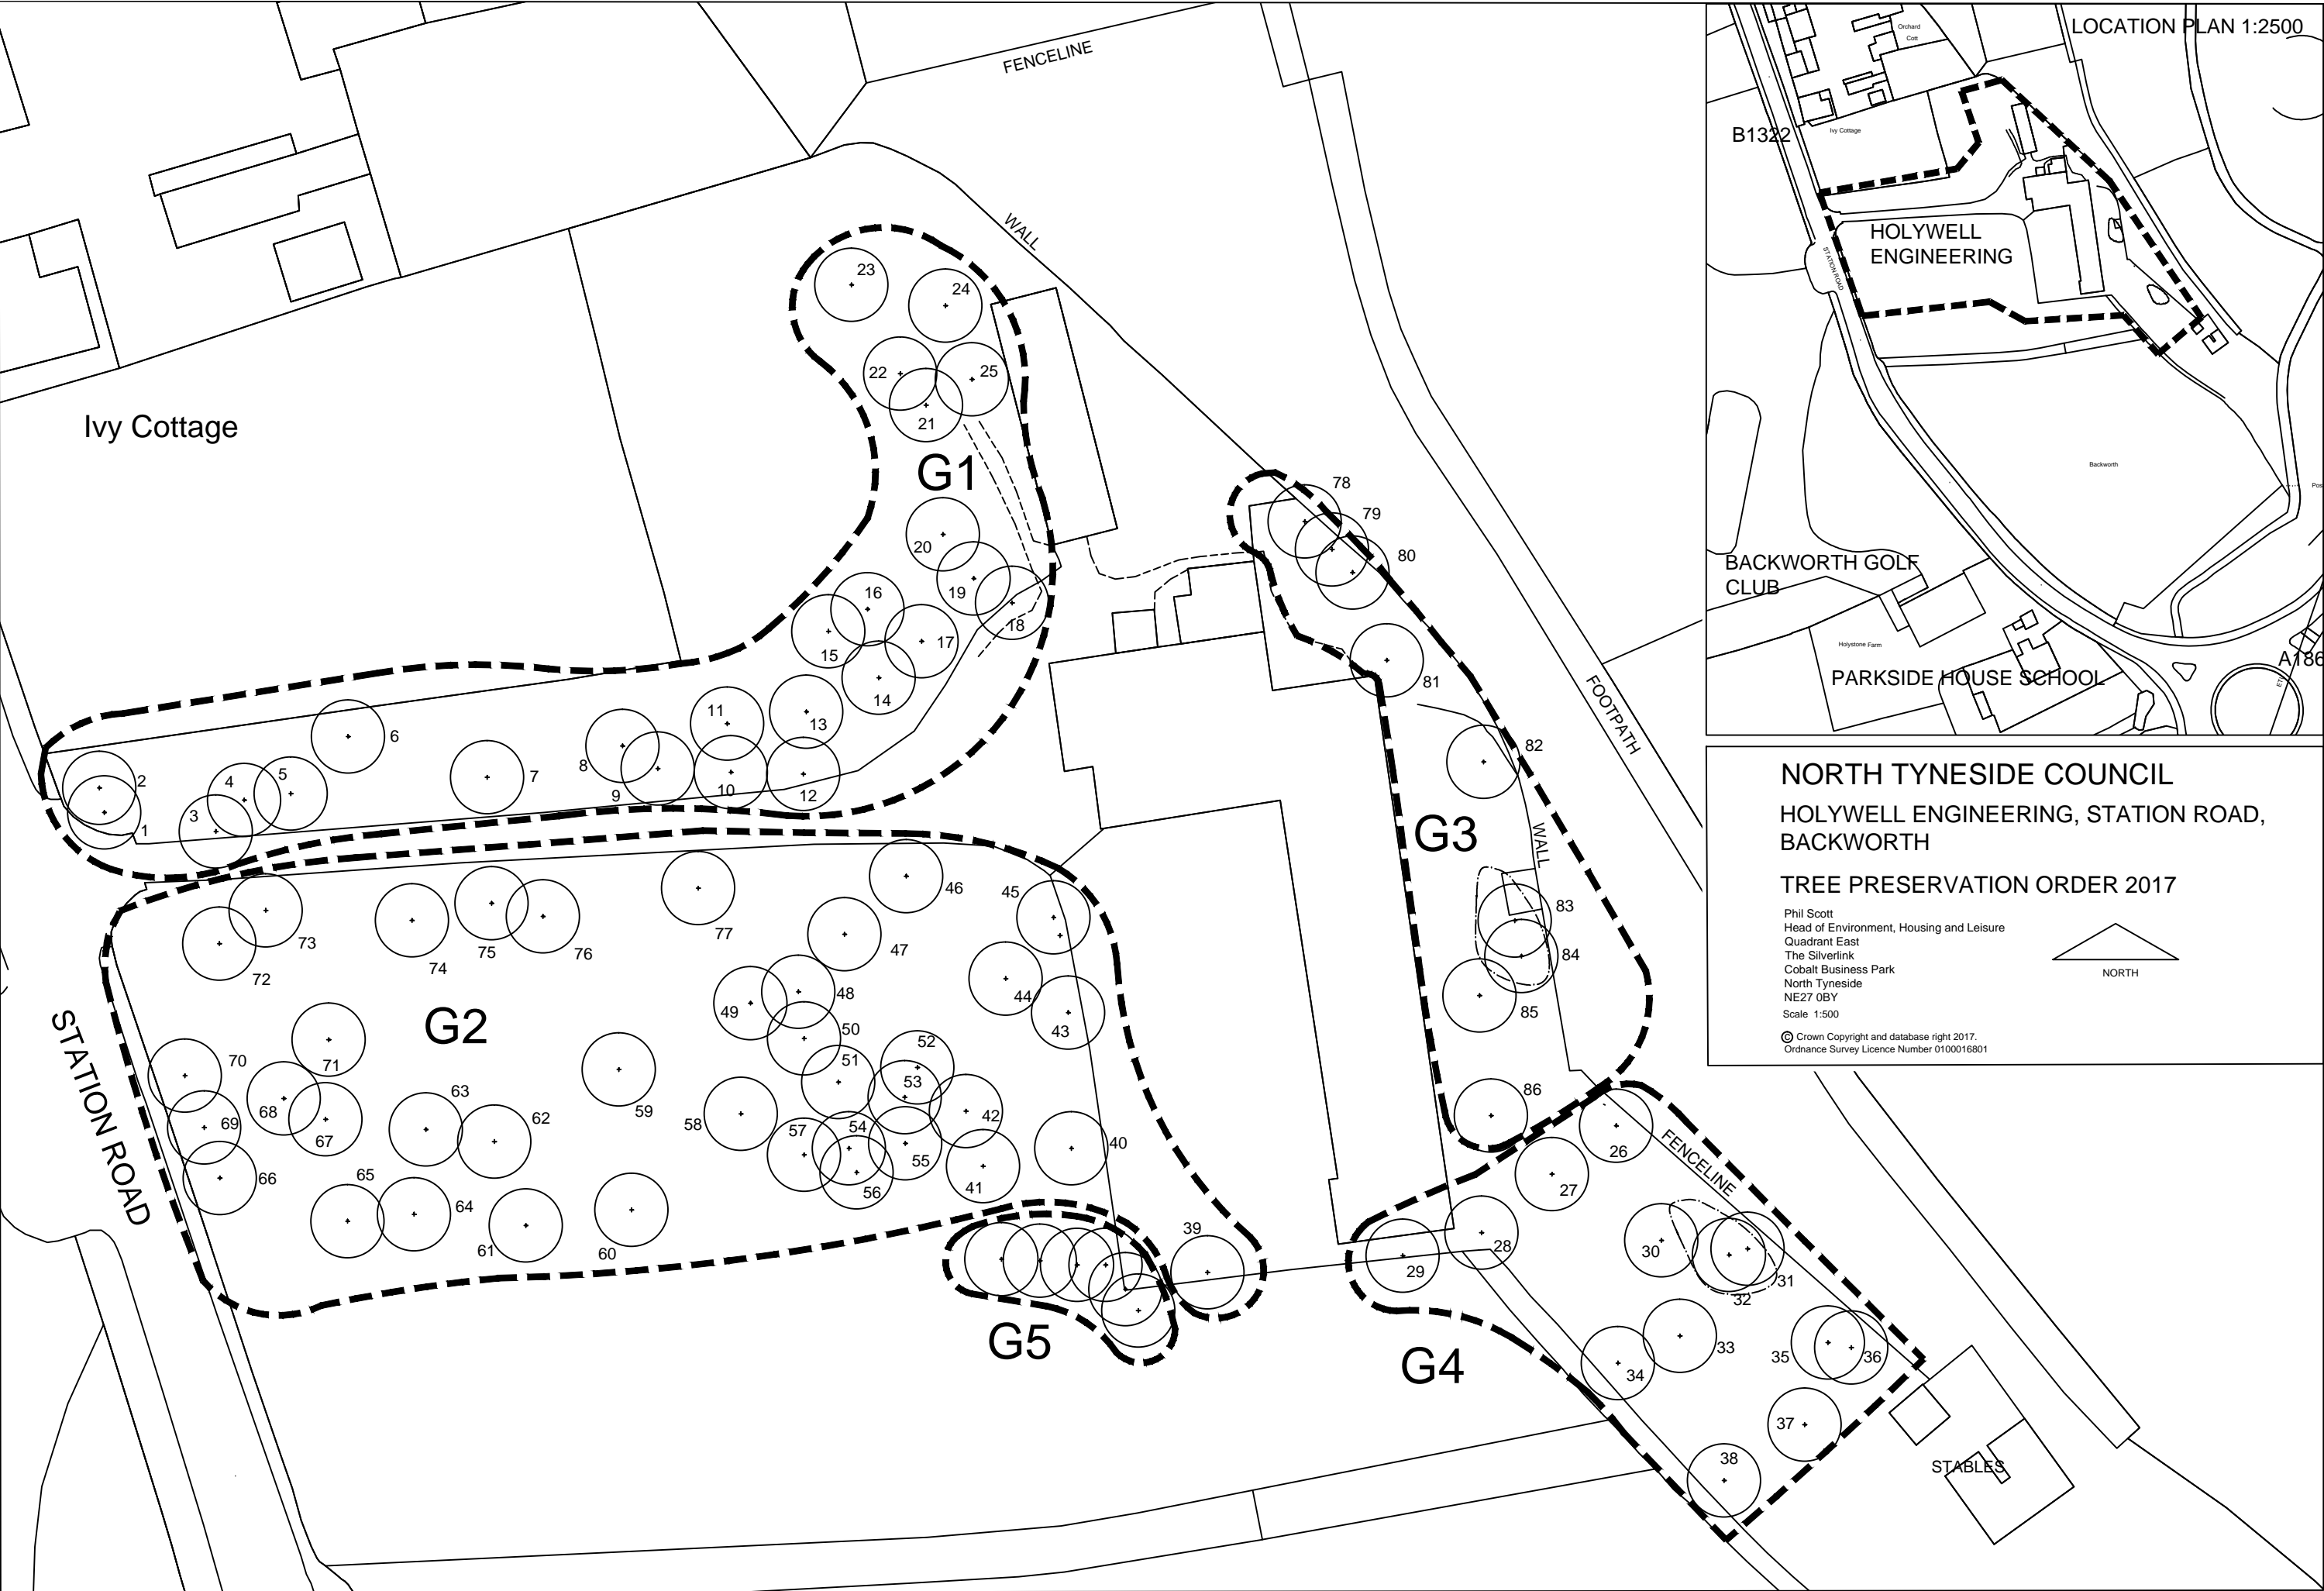 FENCELINE
WALL
Ivy Cottage
23
24
22
25
21
G1
20
19
18
16
17
15
14
11
13
6
8
7
9
10
12
2
4
5
3
1
78
79
80
81
82
G3
WALL
83
84
85
86
FOOTPATH
46
45
73
75
77
47
72
74
76
48
44
49
43
50
G2
71
51
52
53
70
63
59
58
68
62
69
67
57
54
42
40
55
66
65
56
41
64
61
60
39
STATION ROAD
G5
26
27
FENCELINE
28
29
30
31
32
33
34
35
36
G4
37
38
STABLES
LOCATION PLAN 1:2500
Orchard
Cott
B1322
Ivy Cottage
HOLYWELL
ENGINEERING
STATION ROAD
Backworth
Pos
BACKWORTH GOLF
CLUB
Holystone Farm
PARKSIDE HOUSE SCHOOL
A186
NORTH TYNESIDE COUNCIL
HOLYWELL ENGINEERING, STATION ROAD,
BACKWORTH
TREE PRESERVATION ORDER 2017
Phil Scott
Head of Environment, Housing and Leisure
Quadrant East
The Silverlink
Cobalt Business Park
North Tyneside
NE27 0BY
Scale 1:500
NORTH
© Crown Copyright and database right 2017.
Ordnance Survey Licence Number 0100016801